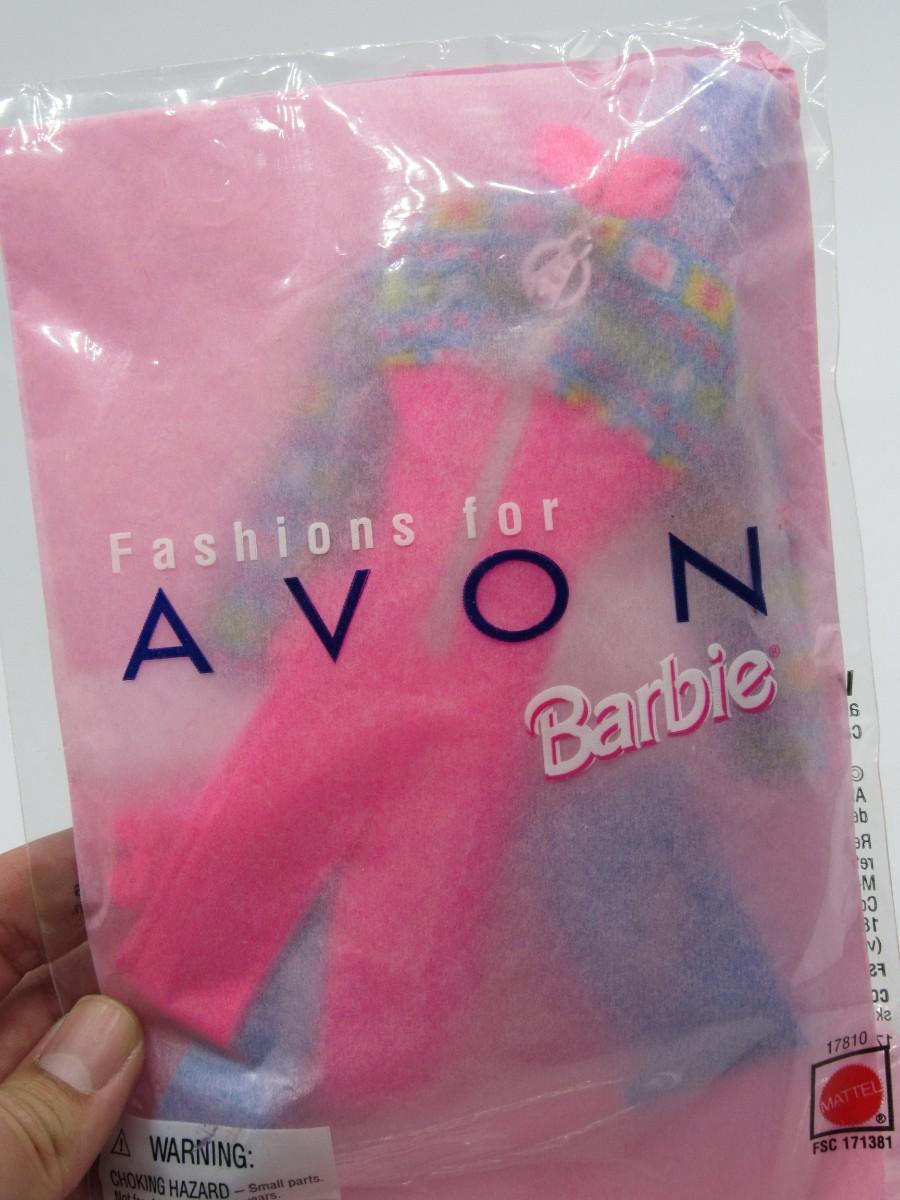 Fashions for
AVON
Barbie®
17810
MATTEL
®
FSC 171381
⚠ WARNING:
CHOKING HAZARD – Small parts.